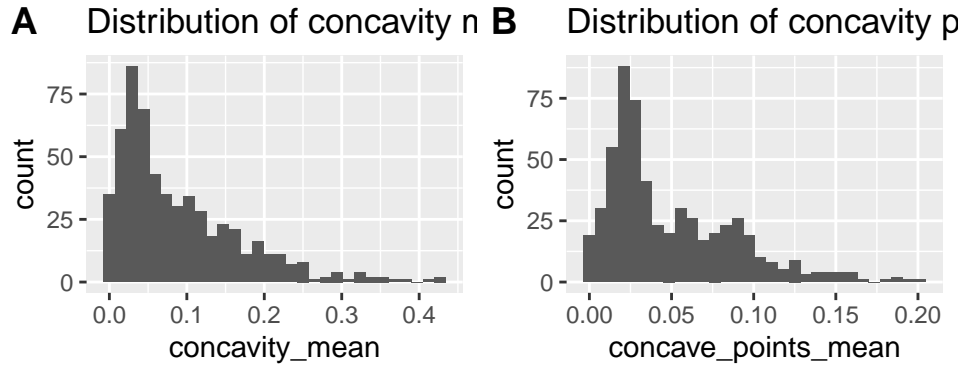 A Distribution of concavity n
count
75
50
25
0
0.0 0.1 0.2 0.3 0.4
concavity_mean
B Distribution of concavity p
count
75
50
25
0
0.00 0.05 0.10 0.15 0.20
concave_points_mean